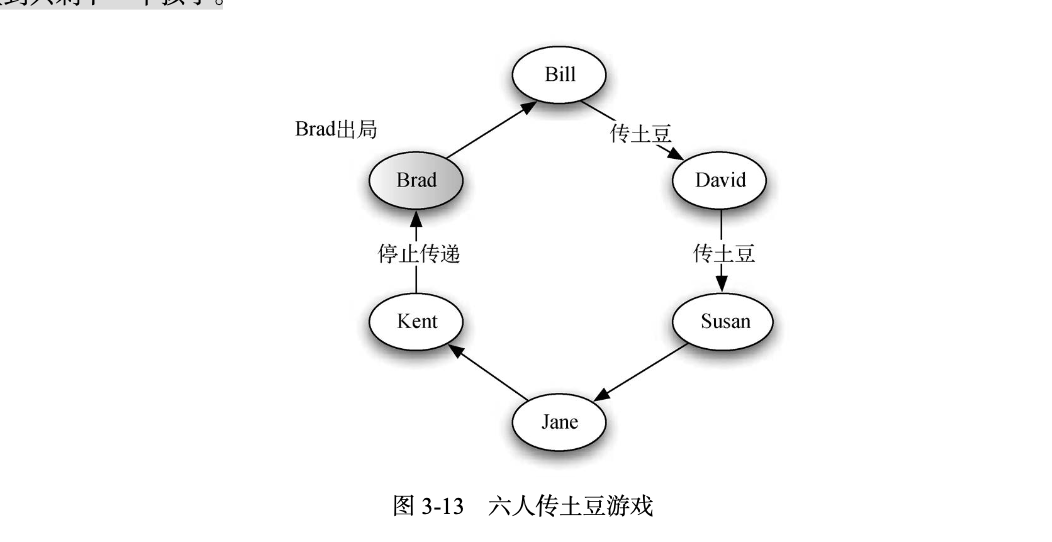 Bill
传土豆
Brad出局
Brad
David
停止传递
传土豆
Kent
Susan
Jane
图 3-13 六人传土豆游戏